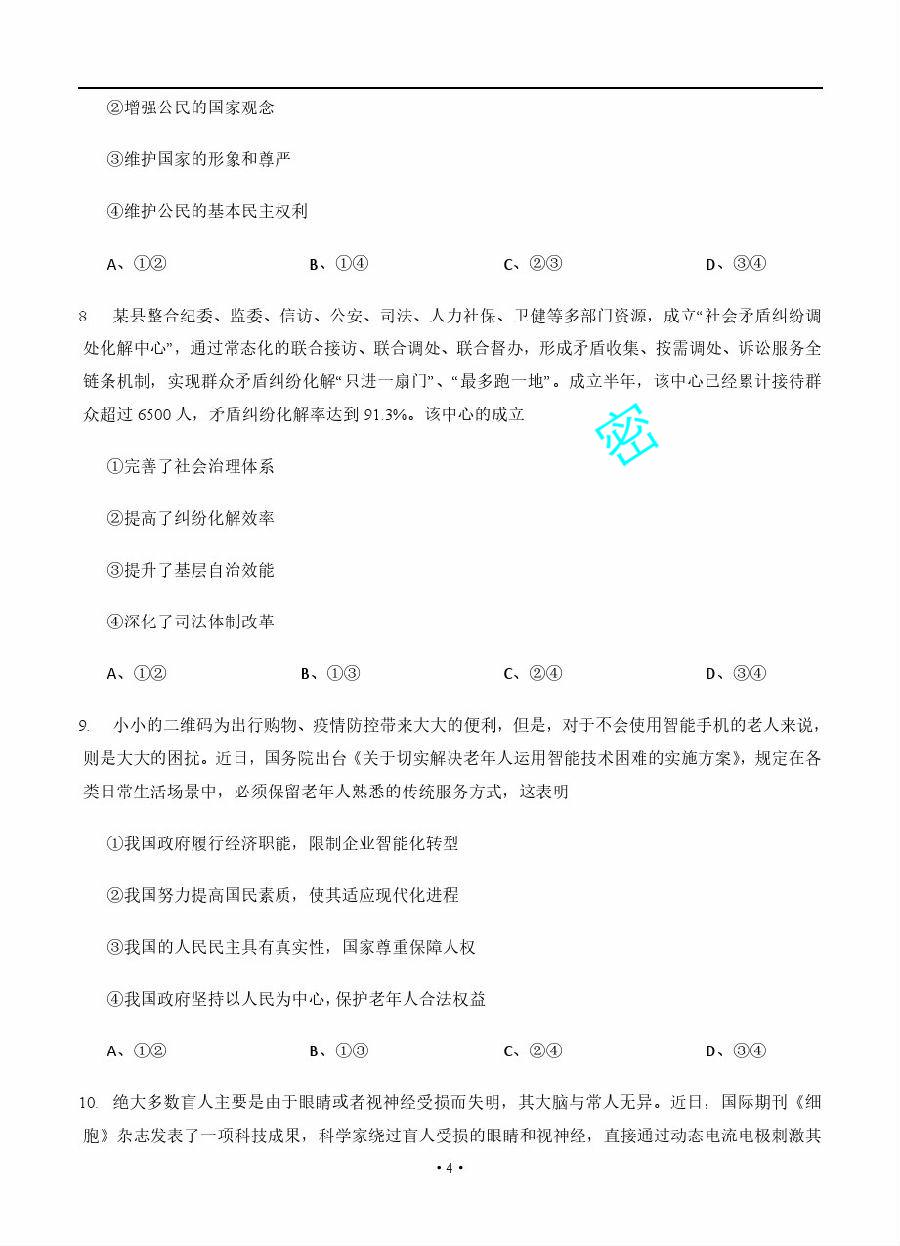 ②增强公民的国家观念
③维护国家的形象和尊严
④维护公民的基本民主权利
A、①② B、①④ C、②③ D、③④
8 某县整合纪委、监委、信访、公安、司法、人力社保、卫健等多部门资源，成立“社会矛盾纠纷调
处化解中心”，通过常态化的联合接访、联合调处、联合督办，形成矛盾收集、按需调处、诉讼服务全
链条机制，实现群众矛盾纠纷化解“只进一扇门”、“最多跑一地”。成立半年，该中心已经累计接待群
众超过 6500 人，矛盾纠纷化解率达到 91.3%。该中心的成立
密
①完善了社会治理体系
②提高了纠纷化解效率
③提升了基层自治效能
④深化了司法体制改革
A、①② B、①③ C、②④ D、③④
9. 小小的二维码为出行购物、疫情防控带来大大的便利，但是，对于不会使用智能手机的老人来说，
则是大大的困扰。近日，国务院出台《关于切实解决老年人运用智能技术困难的实施方案》，规定在各
类日常生活场景中，必须保留老年人熟悉的传统服务方式，这表明
①我国政府履行经济职能，限制企业智能化转型
②我国努力提高国民素质，使其适应现代化进程
③我国的人民民主具有真实性，国家尊重保障人权
④我国政府坚持以人民为中心，保护老年人合法权益
A、①② B、①③ C、②④ D、③④
10. 绝大多数盲人主要是由于眼睛或者视神经受损而失明，其大脑与常人无异。近日，国际期刊《细
胞》杂志发表了一项科技成果，科学家绕过盲人受损的眼睛和视神经，直接通过动态电流电极刺激其
• 4 •